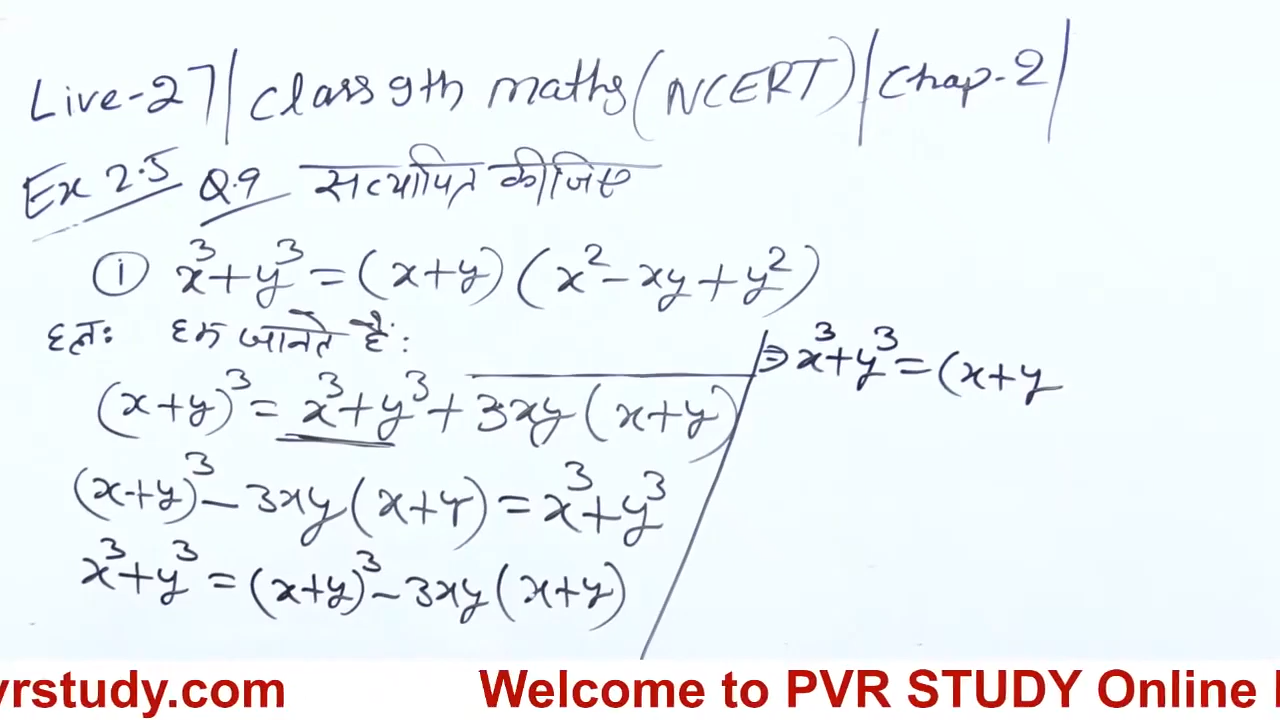 Live-27| Class 9th maths (NCERT) | Chap-2|
Ex 2.5 Q.9 सत्यापित कीजिए
(i) x³+y³ = (x+y) (x²-xy+y²)
हलः हम जानते हैं:
(x+y)³ = x³+y³+3xy(x+y)
(x+y)³-3xy(x+y) = x³+y³
x³+y³ = (x+y)³-3xy(x+y)
⇒ x³+y³ = (x+y
vrstudy.com Welcome to PVR STUDY Online